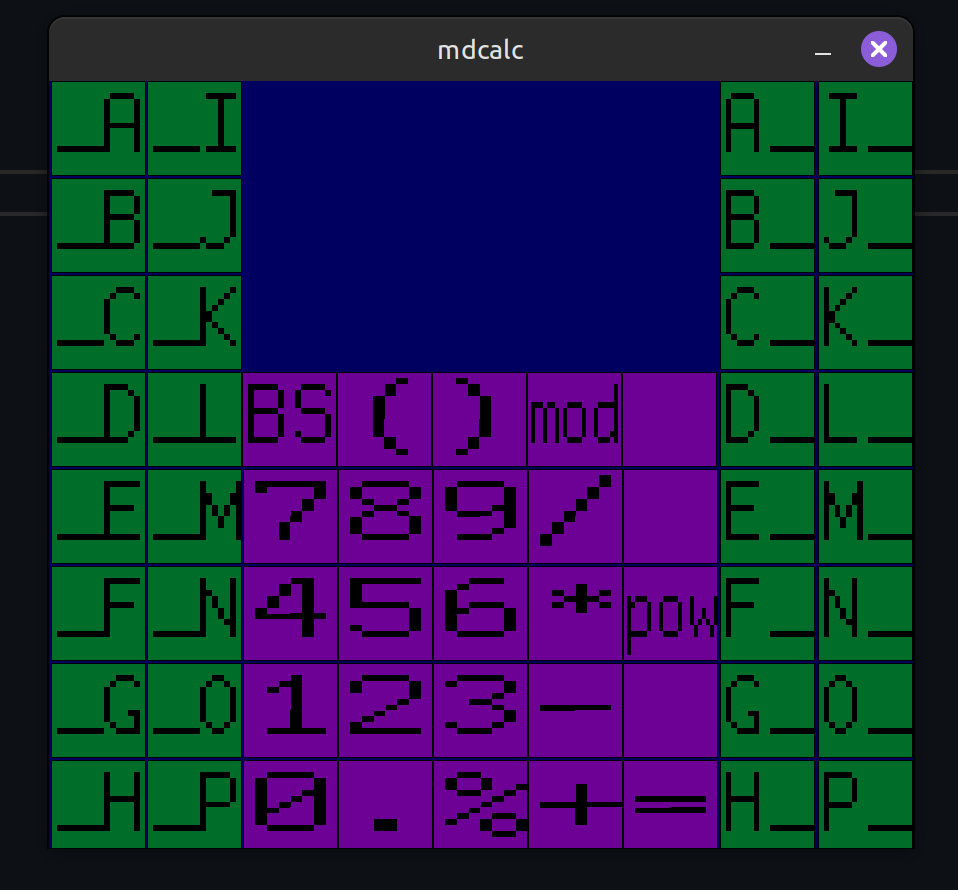 mdcalc
_A _I A_ I_
_B _J B_ J_
_C _K C_ K_
_D _L BS ( ) mod D_ L_
_E _M 7 8 9 / E_ M_
_F _N 4 5 6 * pow F_ N_
_G _O 1 2 3 - G_ O_
_H _P 0 . % + = H_ P_